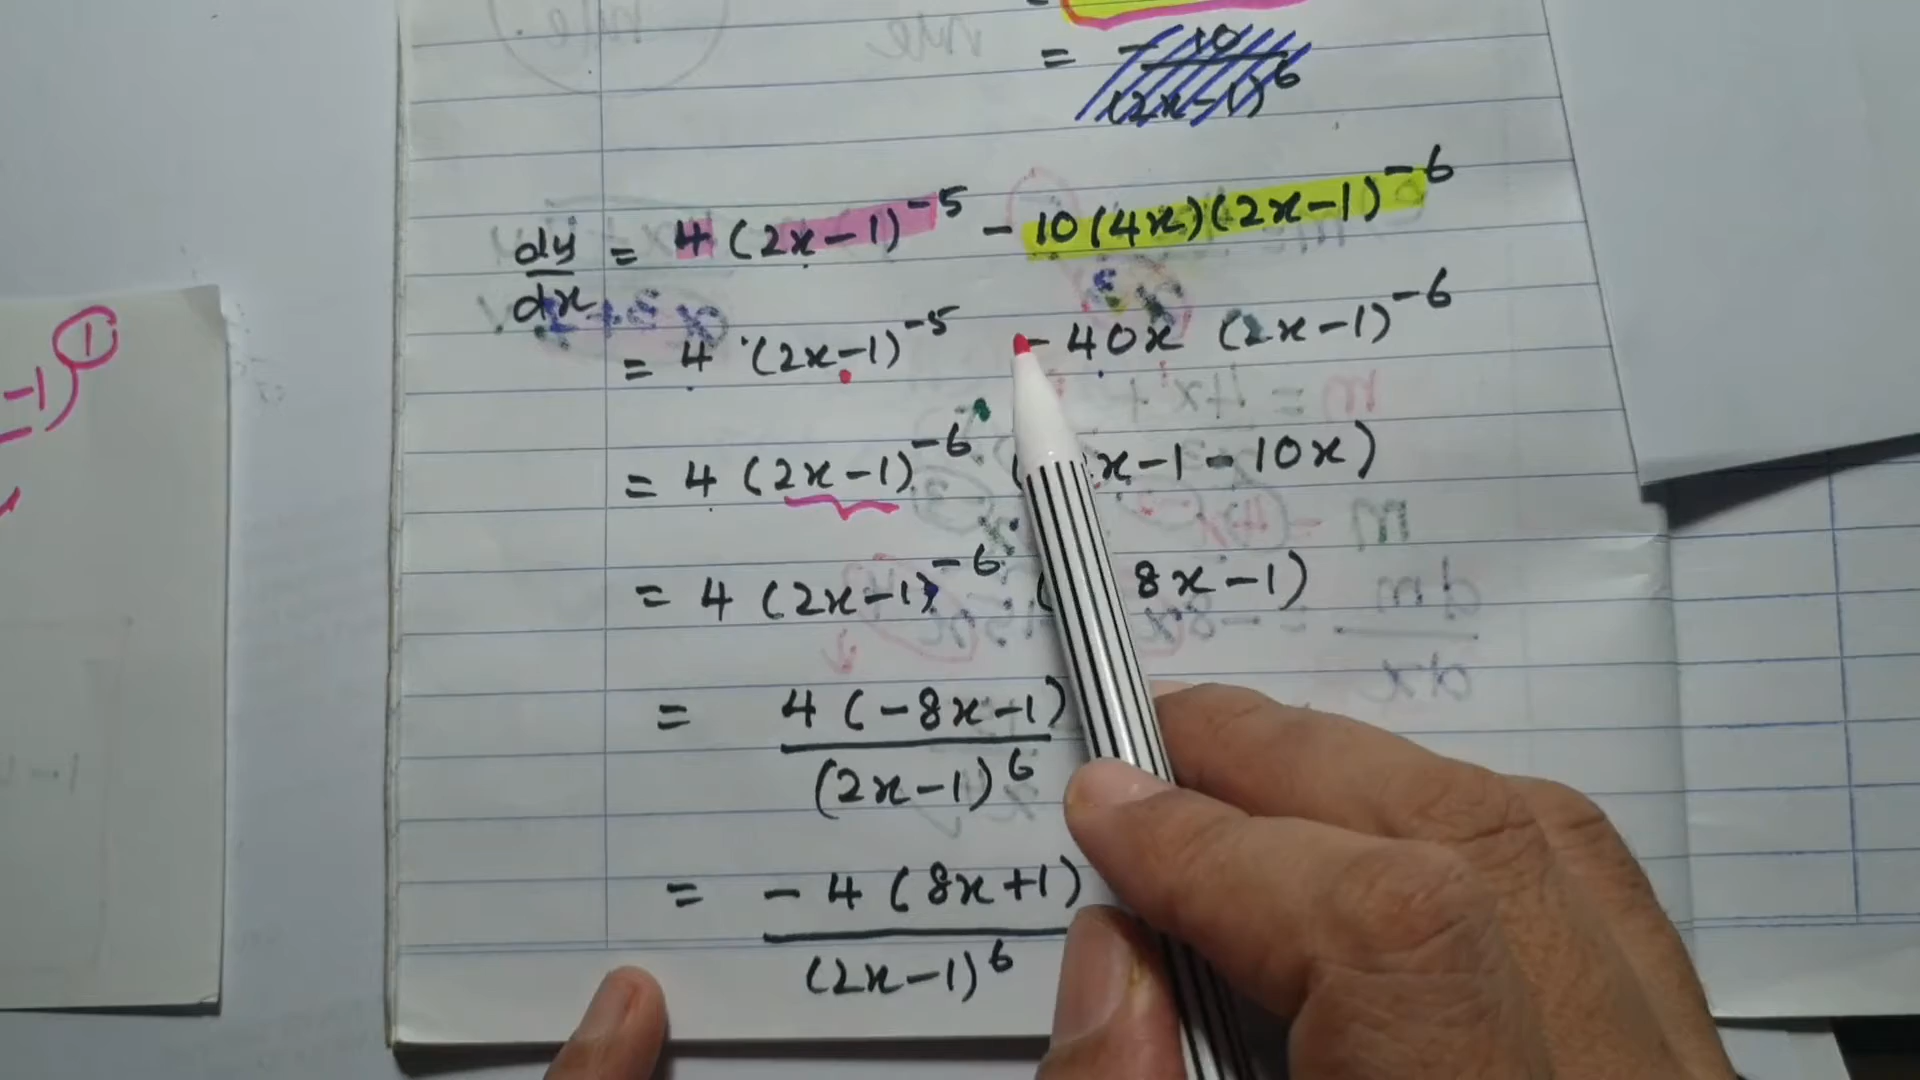 = - 10 / (2x-1)^6
dy/dx = 4 (2x-1)^-5 - 10(4x)(2x-1)^-6
= 4 (2x-1)^-5 - 40x (2x-1)^-6
= 4 (2x-1)^-6 ( x-1-10x)
= 4 (2x-1)^-6 ( 8x-1)
= 4(-8x-1) / (2x-1)^6
= -4(8x+1) / (2x-1)^6
-1) 1